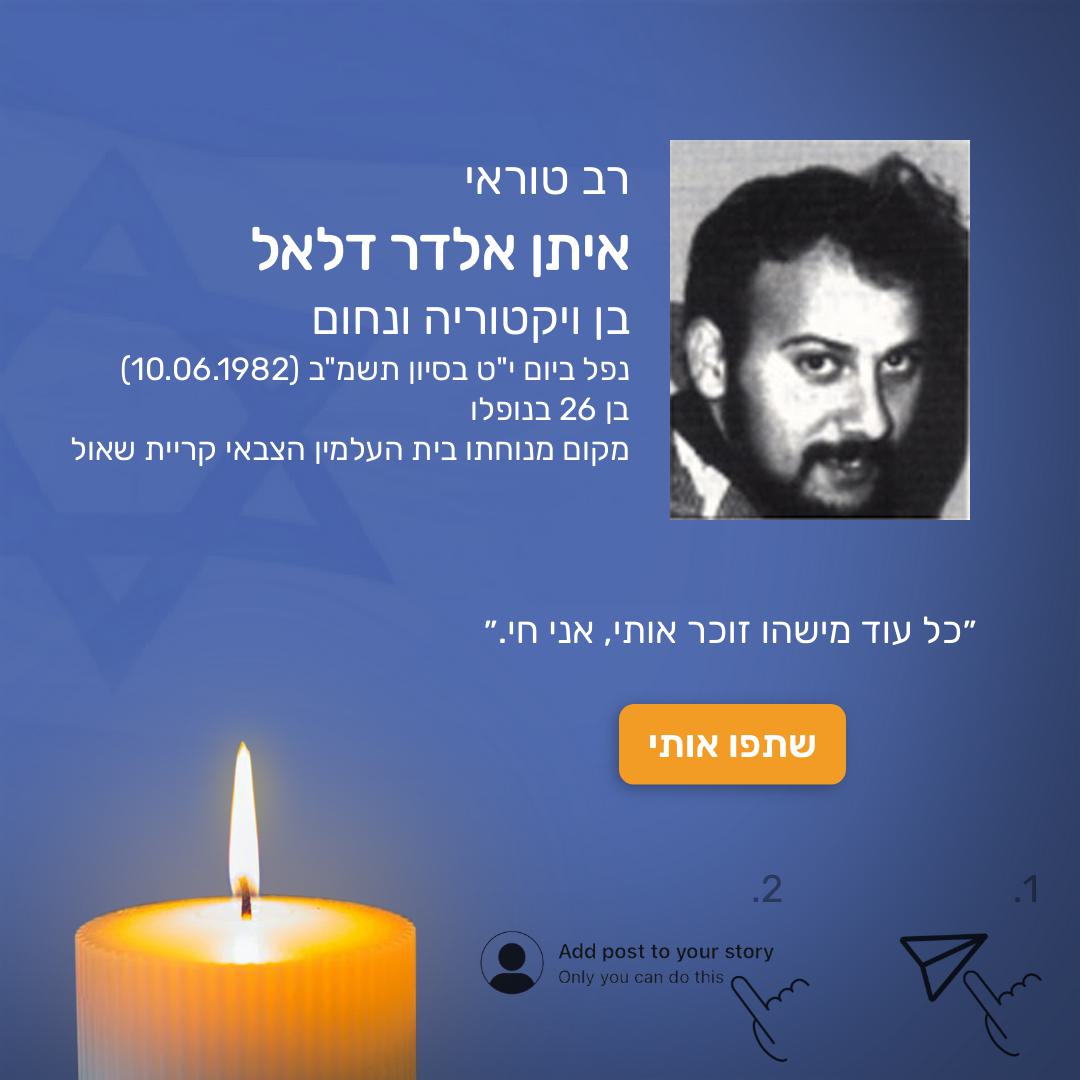 רב טוראי
איתן אלדר דלאל
בן ויקטוריה ונחום
נפל ביום י"ט בסיון תשמ"ב (10.06.1982)
בן 26 בנופלו
מקום מנוחתו בית העלמין הצבאי קריית שאול
״כל עוד מישהו זוכר אותי, אני חי.״
שתפו אותי
.1
.2
Add post to your story
Only you can do this